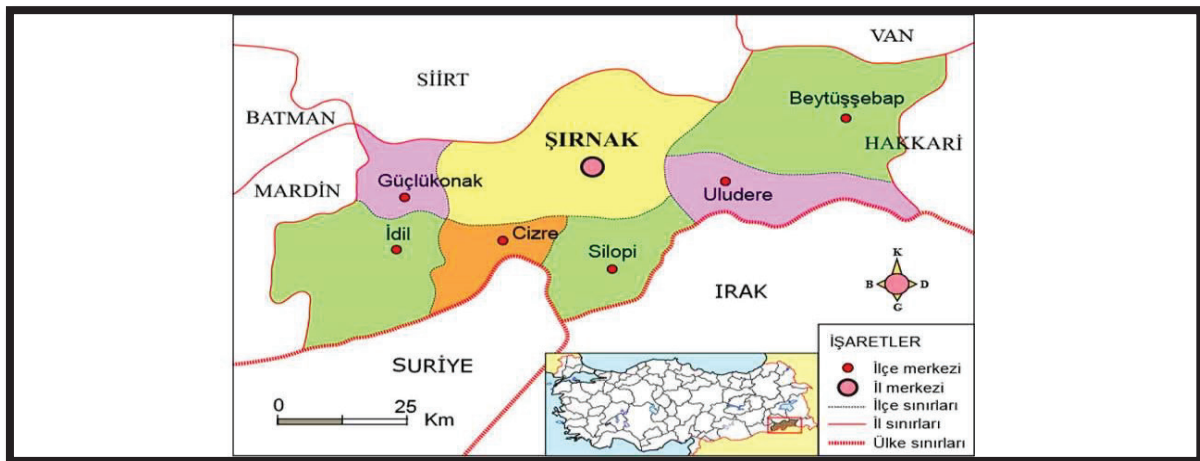 VAN
SİİRT
Beytüşşebap
BATMAN
ŞIRNAK
HAKKARİ
MARDİN
Güçlükonak
Uludere
İdil
Cizre
Silopi
K
B
D
G
IRAK
SURİYE
İŞARETLER
İlçe merkezi
İl merkezi
İlçe sınırları
İl sınırları
Ülke sınırları
0 25 Km